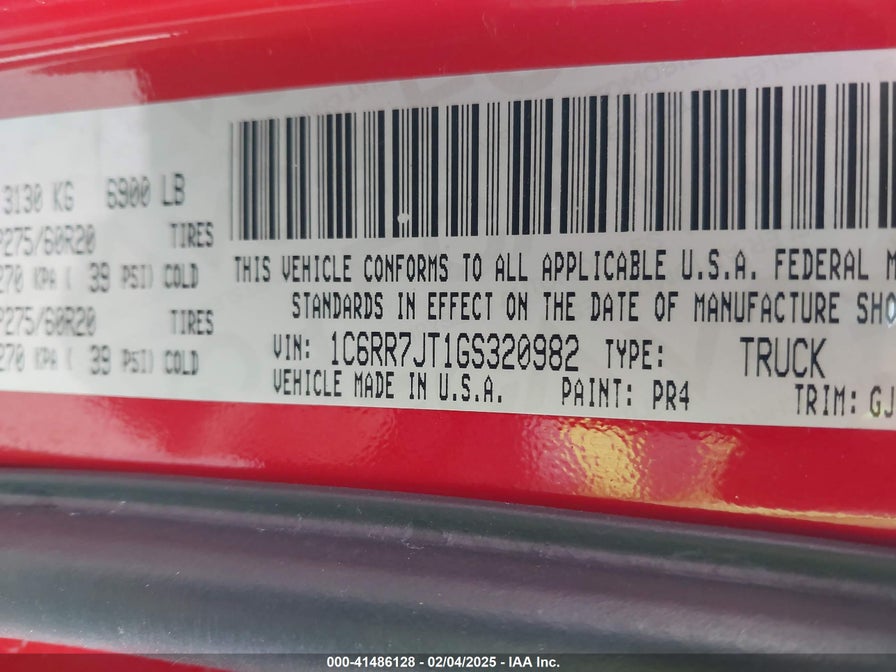 3130 KG 6900 LB
P275/60R20 TIRES
270 KPA ( 39 PSI) COLD
P275/60R20 TIRES
270 KPA ( 39 PSI) COLD
THIS VEHICLE CONFORMS TO ALL APPLICABLE U.S.A. FEDERAL M
STANDARDS IN EFFECT ON THE DATE OF MANUFACTURE SHO
VIN: 1C6RR7JT1GS320982 TYPE: TRUCK
VEHICLE MADE IN U.S.A. PAINT: PR4 TRIM: GJ
000-41486128 - 02/04/2025 - IAA Inc.